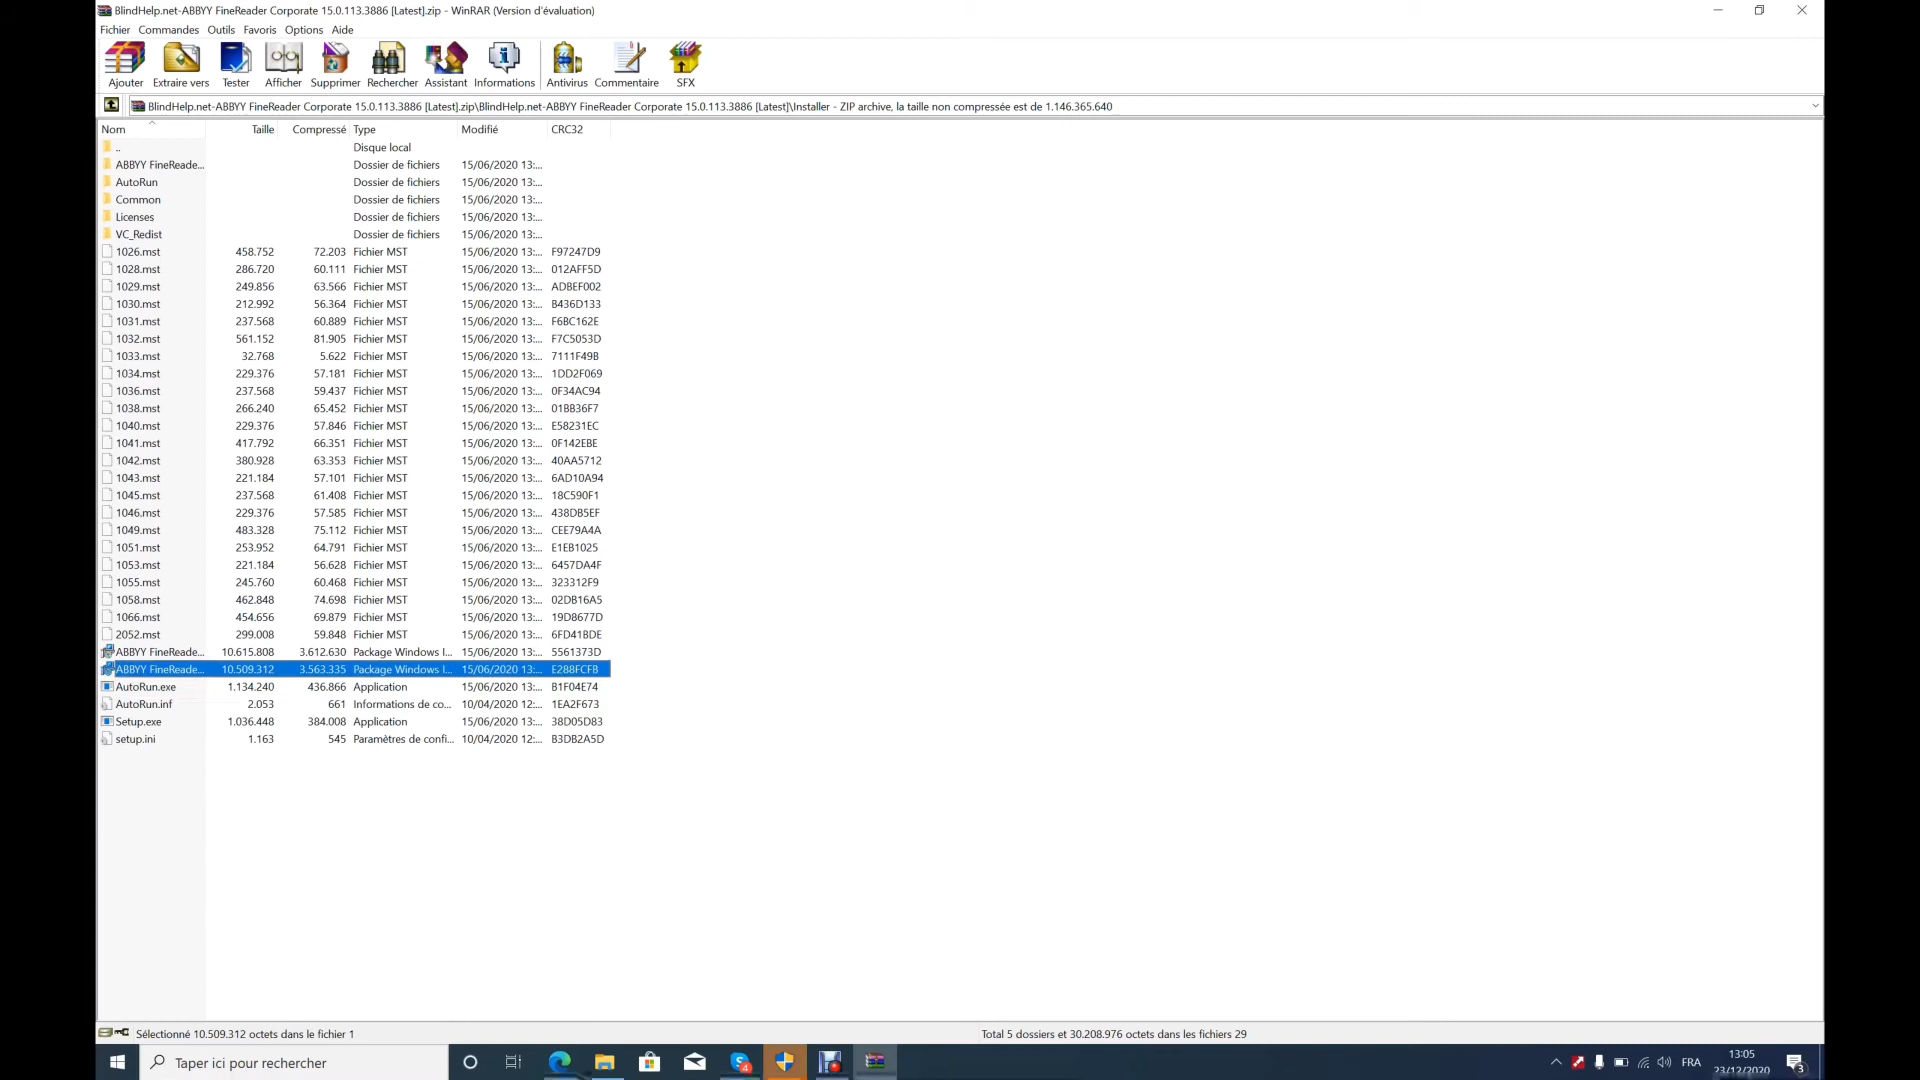 BlindHelp.net-ABBYY FineReader Corporate 15.0.113.3886 [Latest].zip - WinRAR (Version d'évaluation)
Fichier Commandes Outils Favoris Options Aide
Ajouter Extraire vers Tester Afficher Supprimer Rechercher Assistant Informations Antivirus Commentaire SFX
BlindHelp.net-ABBYY FineReader Corporate 15.0.113.3886 [Latest].zip\BlindHelp.net-ABBYY FineReader Corporate 15.0.113.3886 [Latest]\Installer - ZIP archive, la taille non compressée est de 1.146.365.640
Nom Taille Compressé Type Modifié CRC32
.. Disque local
ABBYY FineReade... Dossier de fichiers 15/06/2020 13:...
AutoRun Dossier de fichiers 15/06/2020 13:...
Common Dossier de fichiers 15/06/2020 13:...
Licenses Dossier de fichiers 15/06/2020 13:...
VC_Redist Dossier de fichiers 15/06/2020 13:...
1026.mst 458.752 72.203 Fichier MST 15/06/2020 13:... F97247D9
1028.mst 286.720 60.111 Fichier MST 15/06/2020 13:... 012AFF5D
1029.mst 249.856 63.566 Fichier MST 15/06/2020 13:... ADBEF002
1030.mst 212.992 56.364 Fichier MST 15/06/2020 13:... B436D133
1031.mst 237.568 60.889 Fichier MST 15/06/2020 13:... F6BC162E
1032.mst 561.152 81.905 Fichier MST 15/06/2020 13:... F7C5053D
1033.mst 32.768 5.622 Fichier MST 15/06/2020 13:... 7111F49B
1034.mst 229.376 57.181 Fichier MST 15/06/2020 13:... 1DD2F069
1036.mst 237.568 59.437 Fichier MST 15/06/2020 13:... 0F34AC94
1038.mst 266.240 65.452 Fichier MST 15/06/2020 13:... 01BB36F7
1040.mst 229.376 57.846 Fichier MST 15/06/2020 13:... E58231EC
1041.mst 417.792 66.351 Fichier MST 15/06/2020 13:... 0F142EBE
1042.mst 380.928 63.353 Fichier MST 15/06/2020 13:... 40AA5712
1043.mst 221.184 57.101 Fichier MST 15/06/2020 13:... 6AD10A94
1045.mst 237.568 61.408 Fichier MST 15/06/2020 13:... 18C590F1
1046.mst 229.376 57.585 Fichier MST 15/06/2020 13:... 438DB5EF
1049.mst 483.328 75.112 Fichier MST 15/06/2020 13:... CEE79A4A
1051.mst 253.952 64.791 Fichier MST 15/06/2020 13:... E1EB1025
1053.mst 221.184 56.628 Fichier MST 15/06/2020 13:... 6457DA4F
1055.mst 245.760 60.468 Fichier MST 15/06/2020 13:... 323312F9
1058.mst 462.848 74.698 Fichier MST 15/06/2020 13:... 02DB16A5
1066.mst 454.656 69.879 Fichier MST 15/06/2020 13:... 19D8677D
2052.mst 299.008 59.848 Fichier MST 15/06/2020 13:... 6FD41BDE
ABBYY FineReade... 10.615.808 3.612.630 Package Windows I... 15/06/2020 13:... 5561373D
ABBYY FineReade... 10.509.312 3.563.335 Package Windows I... 15/06/2020 13:... E288FCFB
AutoRun.exe 1.134.240 436.866 Application 15/06/2020 13:... B1F04E74
AutoRun.inf 2.053 661 Informations de co... 10/04/2020 12:... 1EA2F673
Setup.exe 1.036.448 384.008 Application 15/06/2020 13:... 38D05D83
setup.ini 1.163 545 Paramètres de confi... 10/04/2020 12:... B3DB2A5D
Sélectionné 10.509.312 octets dans le fichier 1 Total 5 dossiers et 30.208.976 octets dans les fichiers 29
Taper ici pour rechercher 4 FRA 13:05 3
23/12/2020